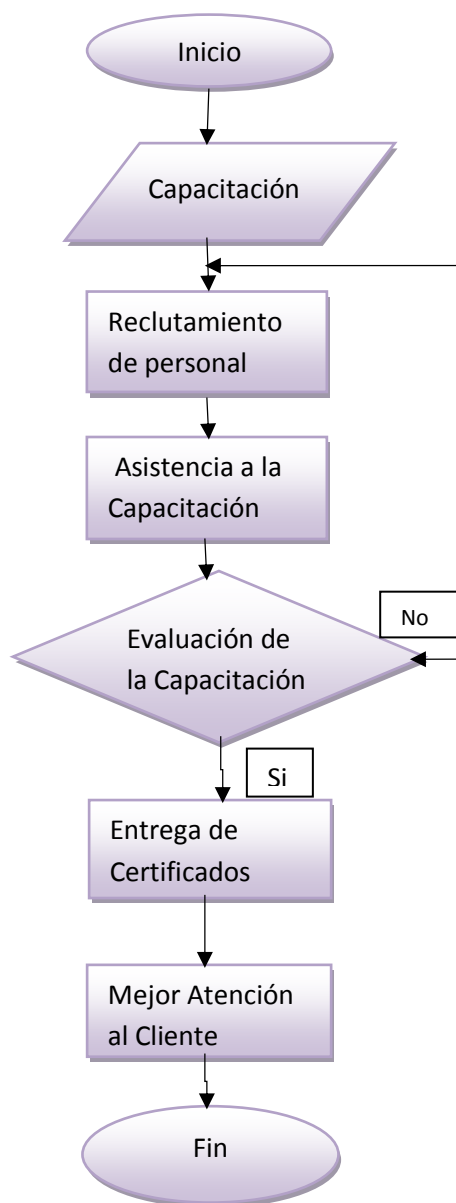 Inicio
Capacitación
Reclutamiento
de personal
Asistencia a la
Capacitación
Evaluación de
la Capacitación
No
Si
Entrega de
Certificados
Mejor Atención
al Cliente
Fin